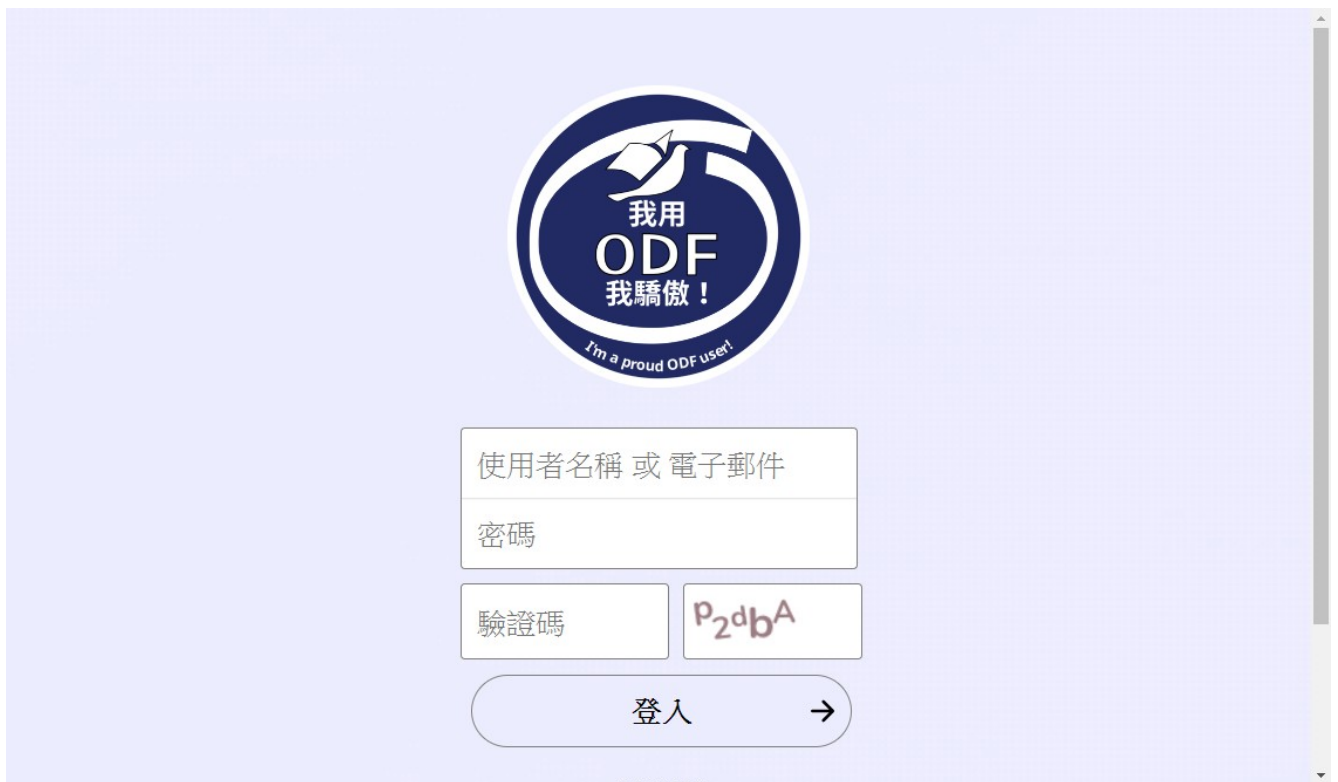 我用
ODF
我驕傲！
I'm a proud ODF user!
使用者名稱 或 電子郵件
密碼
驗證碼
p2dbA
登入